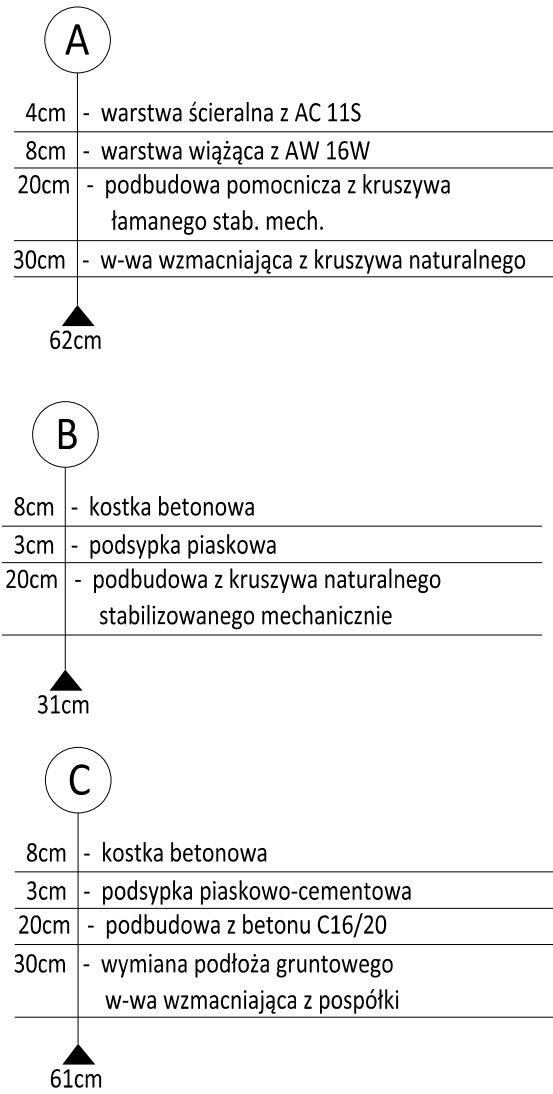 A
4cm - warstwa ścieralna z AC 11S
8cm - warstwa wiążąca z AW 16W
20cm - podbudowa pomocnicza z kruszywa
łamanego stab. mech.
30cm - w-wa wzmacniająca z kruszywa naturalnego
62cm
B
8cm - kostka betonowa
3cm - podsypka piaskowa
20cm - podbudowa z kruszywa naturalnego
stabilizowanego mechanicznie
31cm
C
8cm - kostka betonowa
3cm - podsypka piaskowo-cementowa
20cm - podbudowa z betonu C16/20
30cm - wymiana podłoża gruntowego
w-wa wzmacniająca z pospółki
61cm